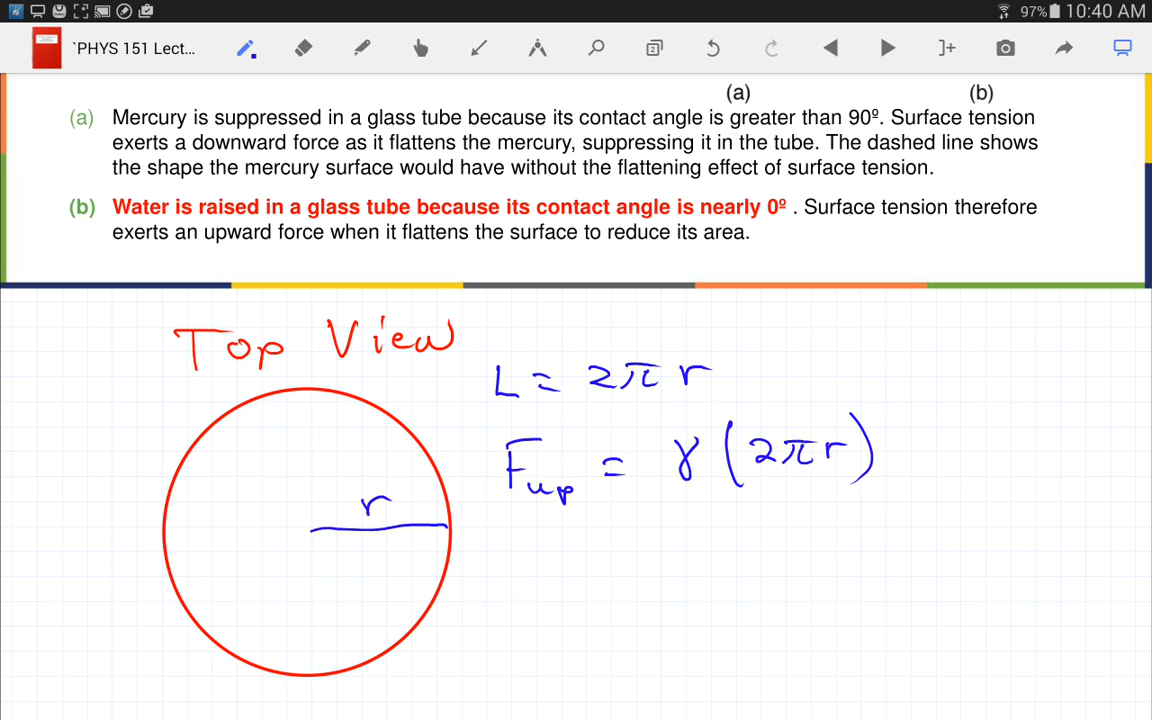 97% 10:40 AM
`PHYS 151 Lect...
(a) (b)
(a) Mercury is suppressed in a glass tube because its contact angle is greater than 90º. Surface tension
exerts a downward force as it flattens the mercury, suppressing it in the tube. The dashed line shows
the shape the mercury surface would have without the flattening effect of surface tension.
(b) Water is raised in a glass tube because its contact angle is nearly 0º . Surface tension therefore
exerts an upward force when it flattens the surface to reduce its area.
Top View
L = 2πr
F_up = γ(2πr)
r